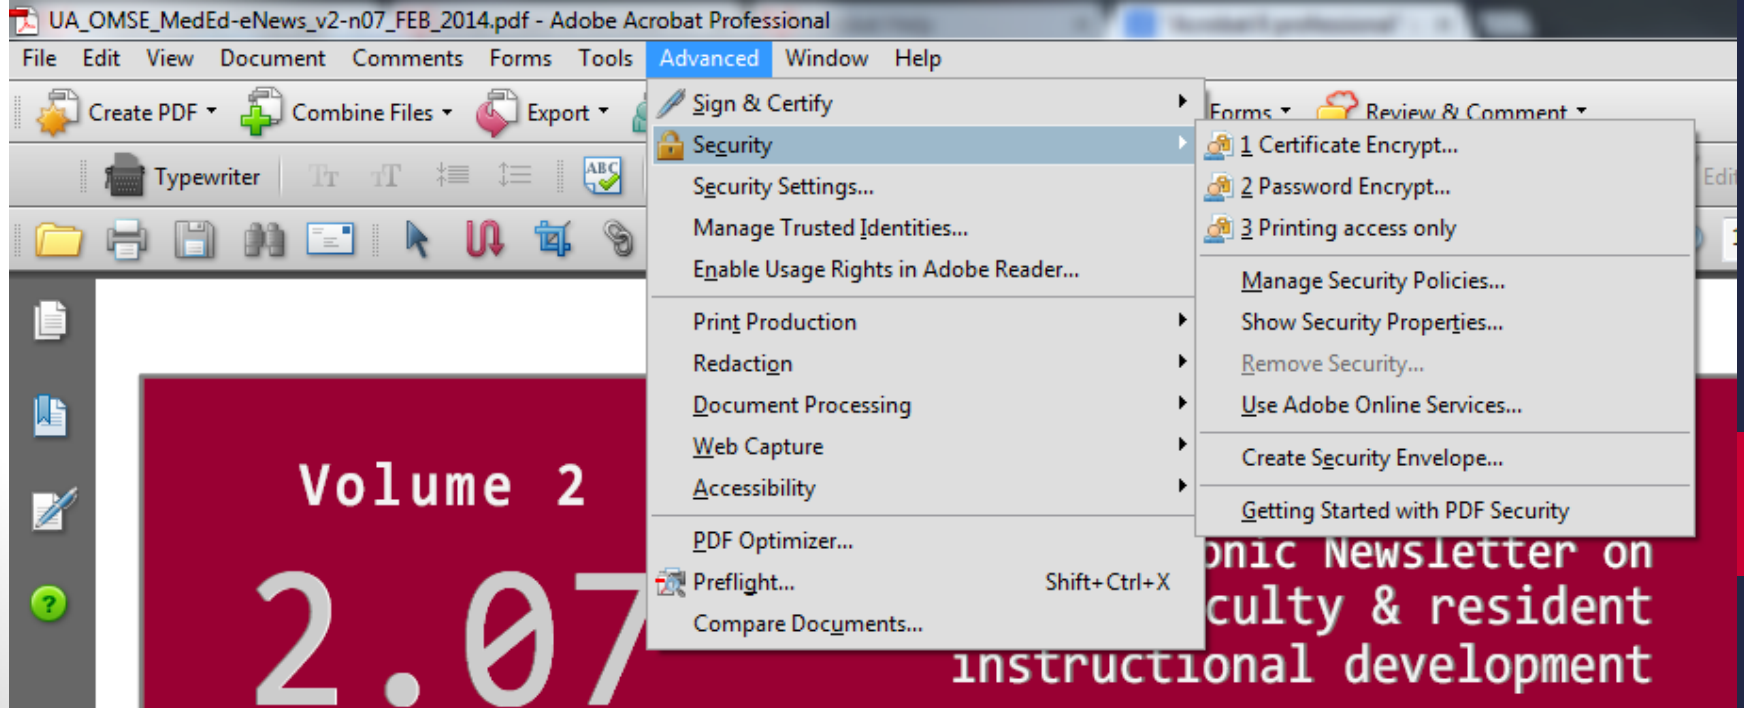 UA_OMSE_MedEd-eNews_v2-n07_FEB_2014.pdf - Adobe Acrobat Professional
File Edit View Document Comments Forms Tools Advanced Window Help
Create PDF Combine Files Export Forms Review & Comment
Typewriter ABC
Sign & Certify
Security
Security Settings...
Manage Trusted Identities...
Enable Usage Rights in Adobe Reader...
Print Production
Redaction
Document Processing
Web Capture
Accessibility
PDF Optimizer...
Preflight... Shift+Ctrl+X
Compare Documents...
1 Certificate Encrypt...
2 Password Encrypt...
3 Printing access only
Manage Security Policies...
Show Security Properties...
Remove Security...
Use Adobe Online Services...
Create Security Envelope...
Getting Started with PDF Security
Volume 2
2.07
onic Newsletter on
culty & resident
instructional development